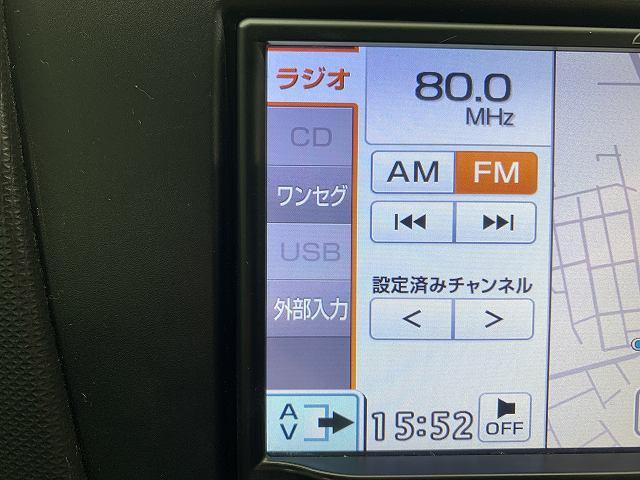 ラジオ
80.0
MHz
CD
AM
FM
ワンセグ
USB
設定済みチャンネル
外部入力
< >
A
V
15:52
OFF